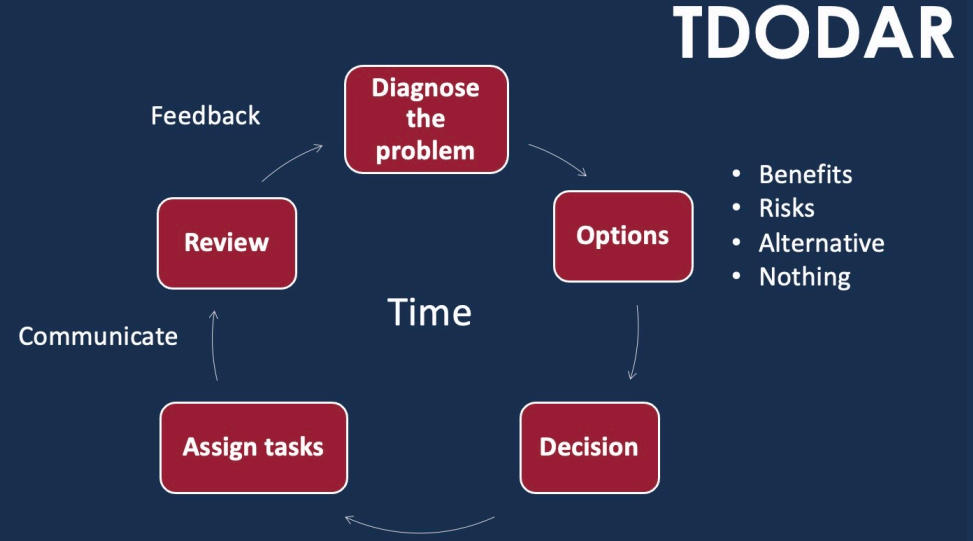 TDODAR
Diagnose
the
problem
Feedback
Options
• Benefits
• Risks
• Alternative
• Nothing
Review
Time
Communicate
Decision
Assign tasks